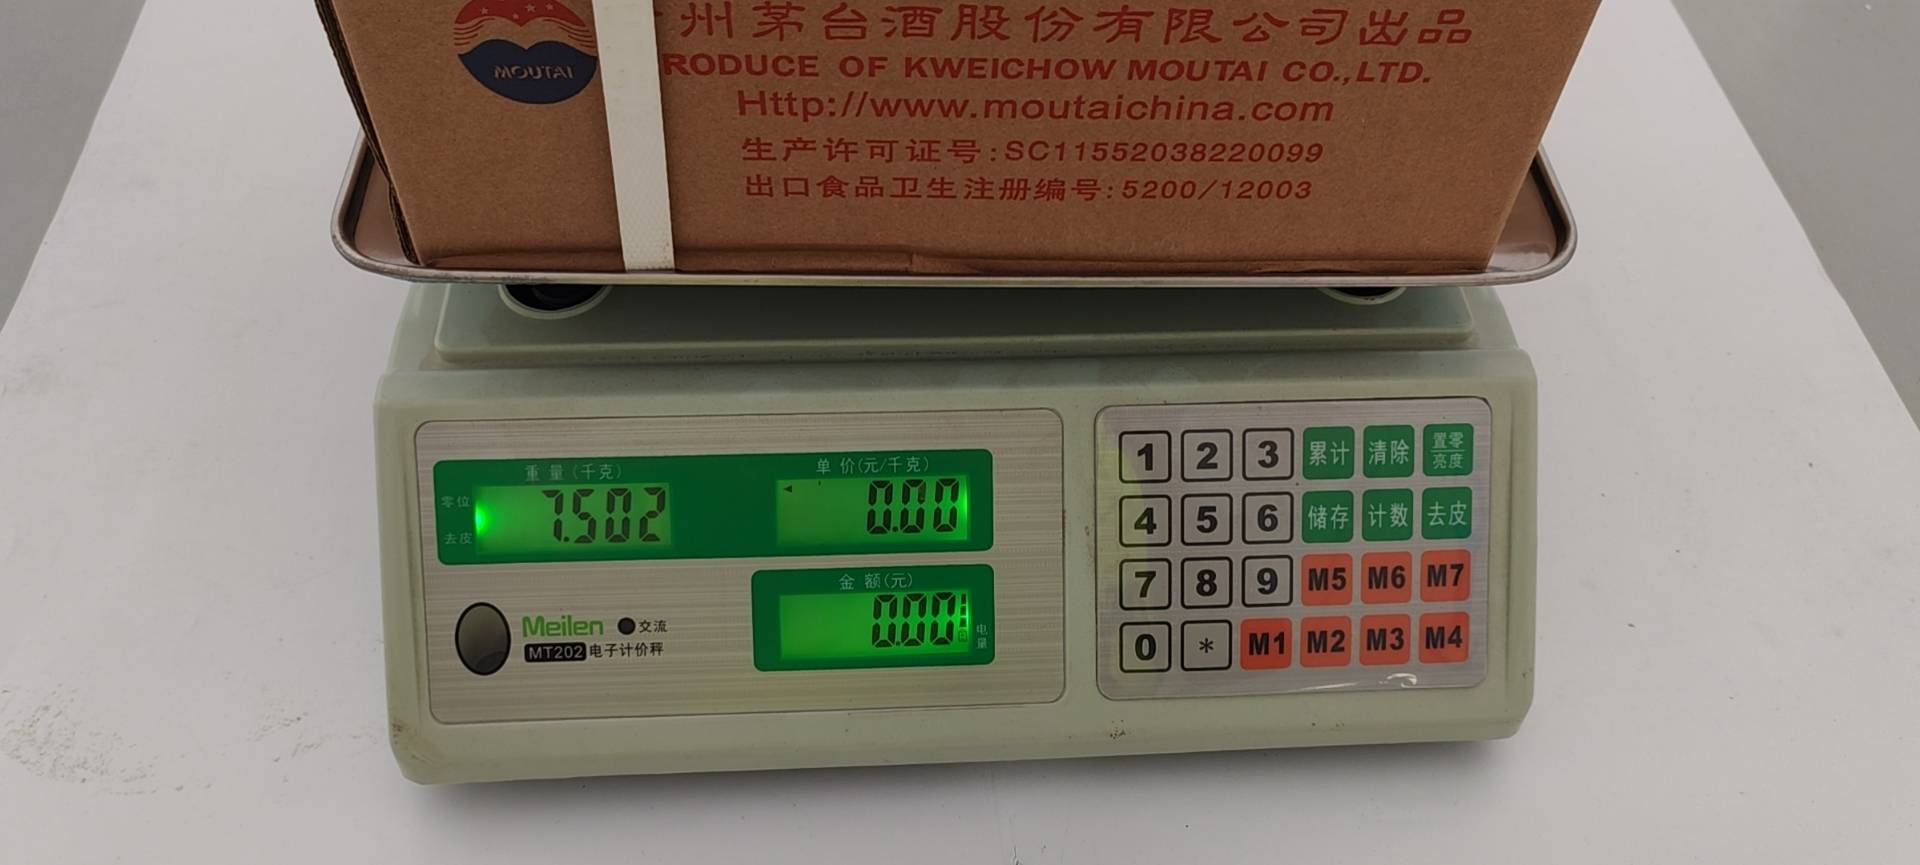 州茅台酒股份有限公司出品
MOUTAI
RODUCE OF KWEICHOW MOUTAI CO.,LTD.
Http://www.moutaichina.com
生产许可证号:SC11552038220099
出口食品卫生注册编号:5200/12003
重量(千克)
单价(元/千克)
零位
去皮
7.502
0.00
金额(元)
0.00
电量
Meilen
交流
MT202 电子计价秤
1 2 3 累计 清除 置零 亮度
4 5 6 储存 计数 去皮
7 8 9 M5 M6 M7
0 * M1 M2 M3 M4